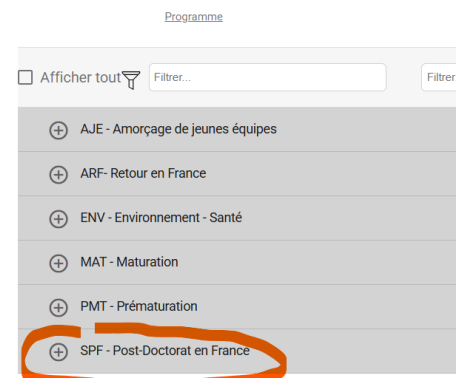 Programme
Afficher tout Filtrer... Filtrer
AJE - Amorçage de jeunes équipes
ARF- Retour en France
ENV - Environnement - Santé
MAT - Maturation
PMT - Prématuration
SPF - Post-Doctorat en France